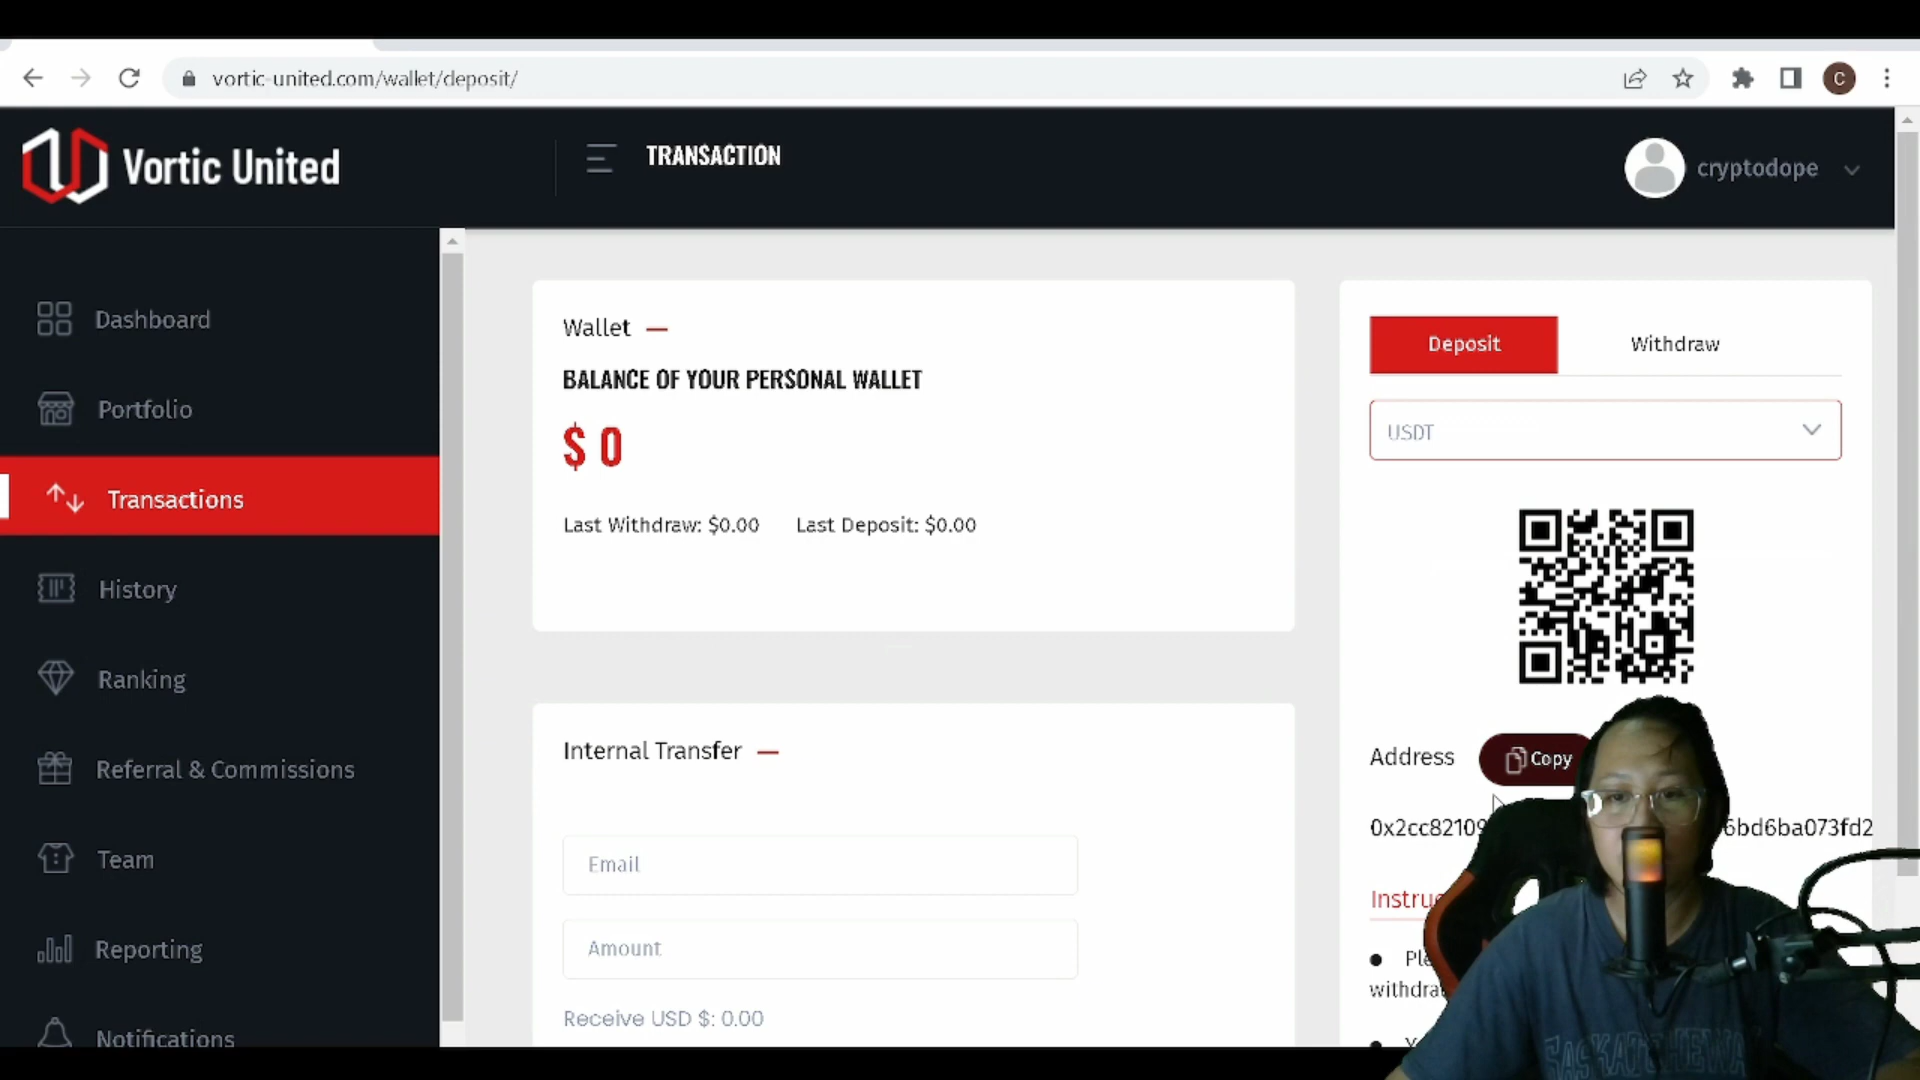 vortic-united.com/wallet/deposit/
C
Vortic United
TRANSACTION
cryptodope
Dashboard
Portfolio
Transactions
History
Ranking
Referral & Commissions
Team
Reporting
Notifications
Wallet
BALANCE OF YOUR PERSONAL WALLET
$ 0
Last Withdraw: $0.00 Last Deposit: $0.00
Internal Transfer
Email
Amount
Receive USD $: 0.00
Deposit Withdraw
USDT
Address Copy